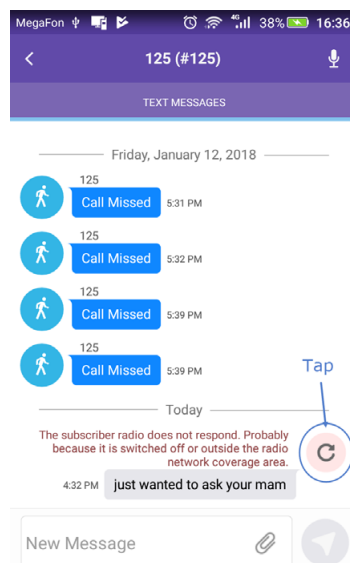 MegaFon 4G 38% 16:36
125 (#125)
TEXT MESSAGES
Friday, January 12, 2018
125
Call Missed 5:31 PM
125
Call Missed 5:32 PM
125
Call Missed 5:39 PM
125
Call Missed 5:39 PM
Tap
Today
The subscriber radio does not respond. Probably
because it is switched off or outside the radio
network coverage area.
4:32 PM just wanted to ask your mam
New Message